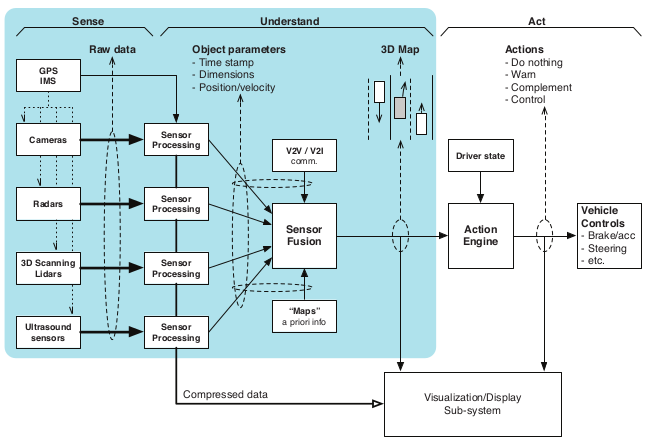 Sense
Understand
Act
Raw data
Object parameters
- Time stamp
- Dimensions
- Position/velocity
3D Map
Actions
- Do nothing
- Warn
- Complement
- Control
GPS
IMS
Cameras
Sensor
Processing
V2V / V2I
comm.
Driver state
Radars
Sensor
Processing
Sensor
Fusion
Action
Engine
Vehicle
Controls
- Brake/acc
- Steering
- etc.
3D Scanning
Lidars
Sensor
Processing
"Maps"
a priori info
Ultrasound
sensors
Sensor
Processing
Compressed data
Visualization/Display
Sub-system